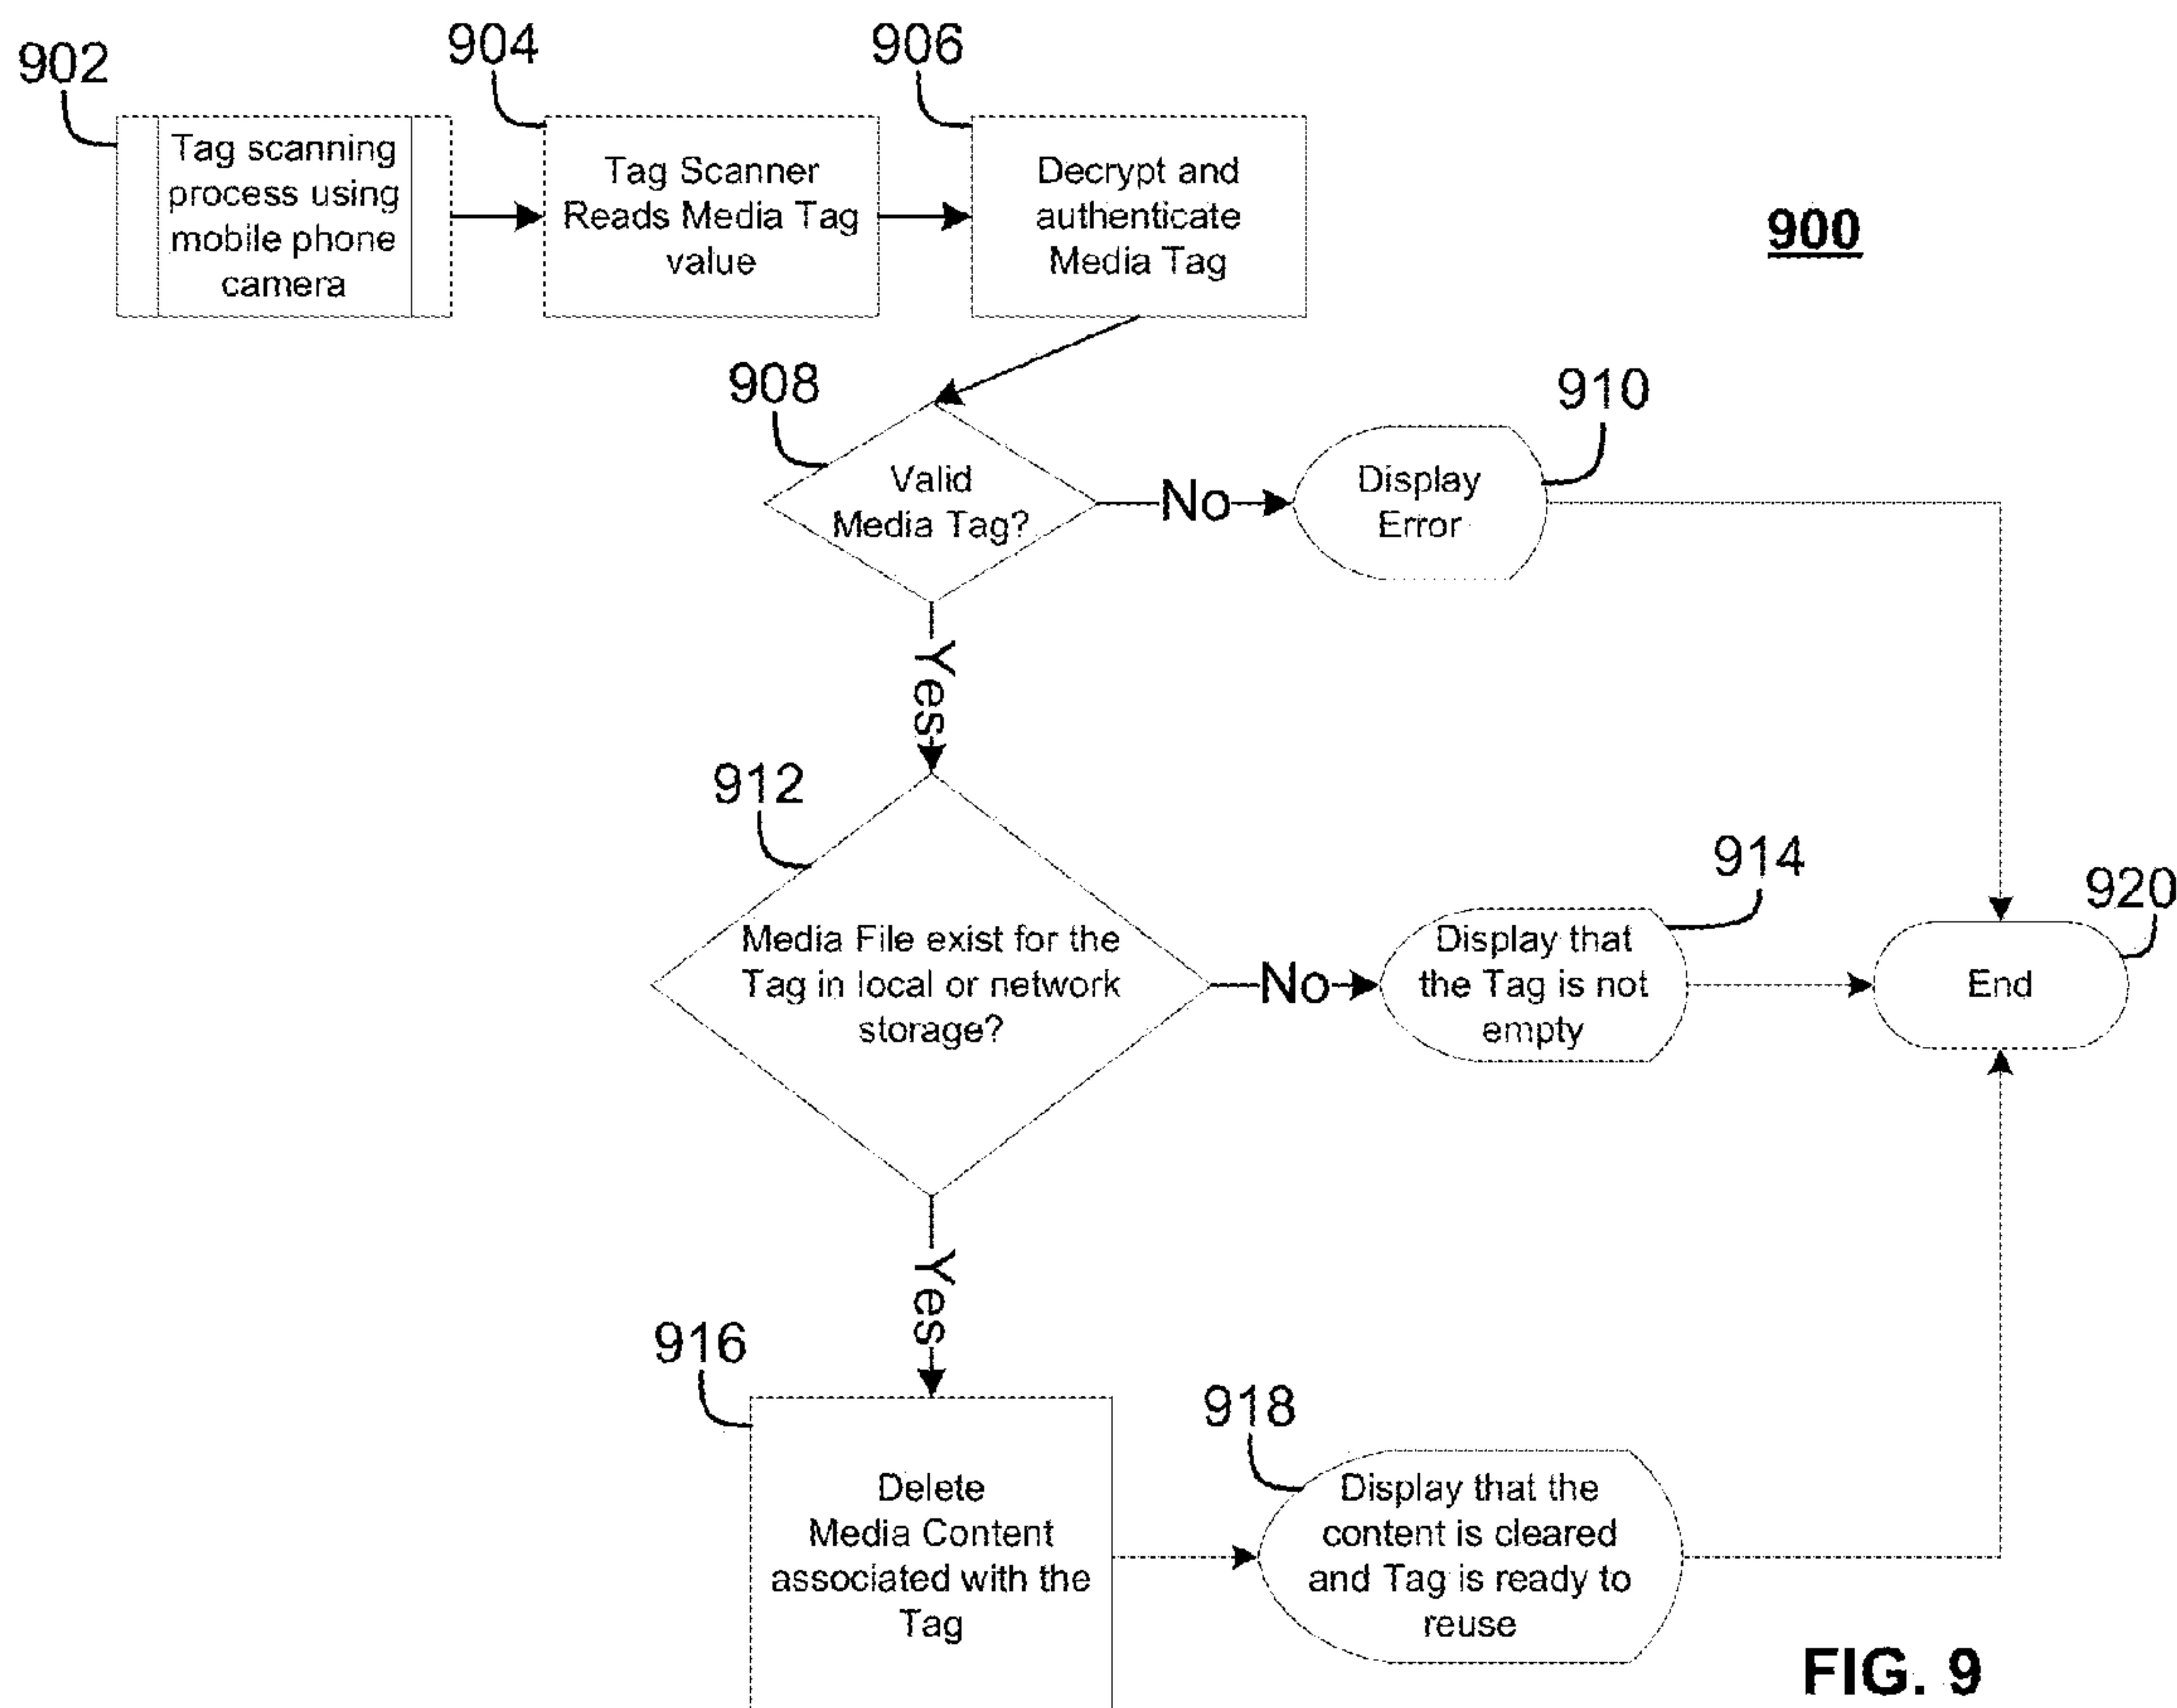 902
904
906
Tag scanning
process using
mobile phone
camera
Tag Scanner
Reads Media Tag
value
Decrypt and
authenticate
Media Tag
900
908
Valid
Media Tag?
No
910
Display
Error
Yes
912
Media File exist for the
Tag in local or network
storage?
No
914
Display that
the Tag is not
empty
920
End
Yes
916
Delete
Media Content
associated with the
Tag
918
Display that the
content is cleared
and Tag is ready to
reuse
FIG. 9